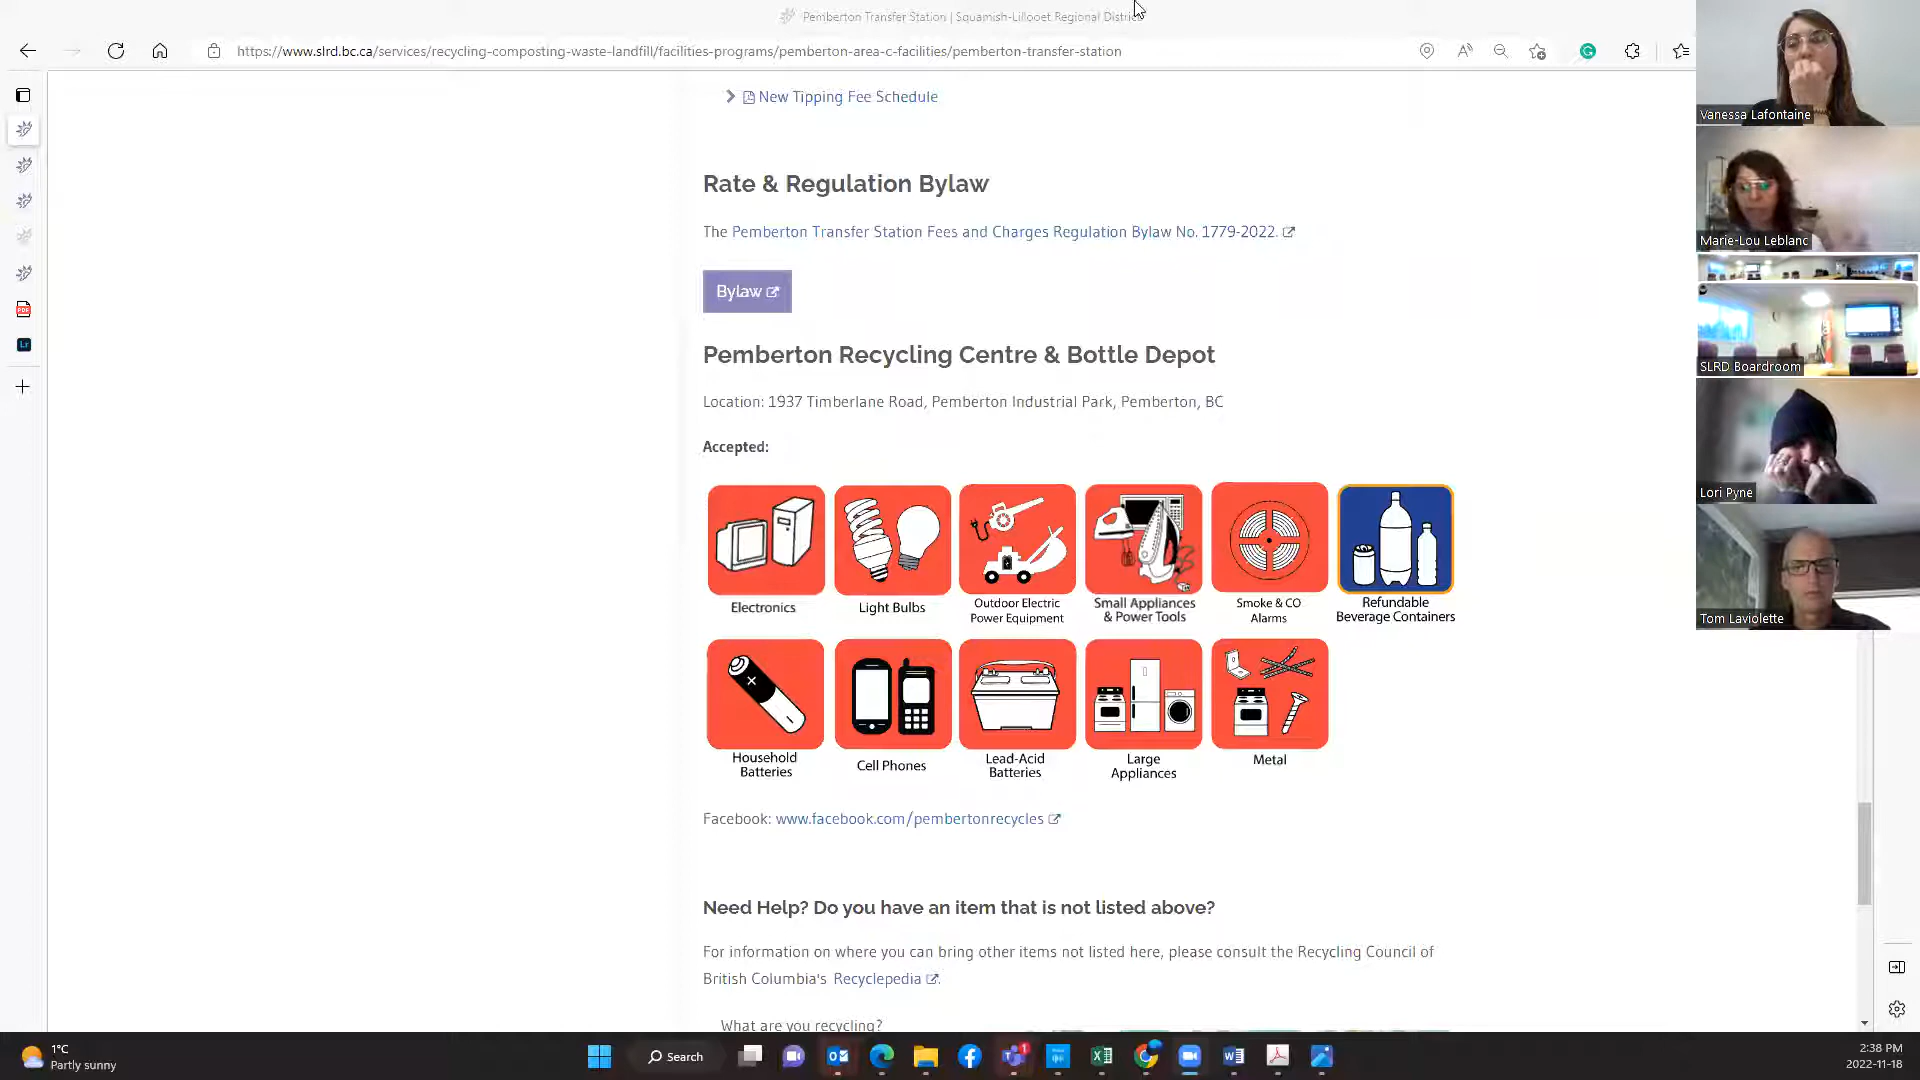 Pemberton Transfer Station | Squamish-Lillooet Regional District
https://www.slrd.bc.ca/services/recycling-composting-waste-landfill/facilities-programs/pemberton-area-c-facilities/pemberton-transfer-station
New Tipping Fee Schedule
Rate & Regulation Bylaw
The Pemberton Transfer Station Fees and Charges Regulation Bylaw No. 1779-2022.
Bylaw
Pemberton Recycling Centre & Bottle Depot
Location: 1937 Timberlane Road, Pemberton Industrial Park, Pemberton, BC
Accepted:
Electronics
Light Bulbs
Outdoor Electric
Power Equipment
Small Appliances
& Power Tools
Smoke & CO
Alarms
Refundable
Beverage Containers
Household
Batteries
Cell Phones
Lead-Acid
Batteries
Large
Appliances
Metal
Facebook: www.facebook.com/pembertonrecycles
Need Help? Do you have an item that is not listed above?
For information on where you can bring other items not listed here, please consult the Recycling Council of
British Columbia's Recyclepedia.
What are you recycling?
Vanessa Lafontaine
Marie-Lou Leblanc
SLRD Boardroom
Lori Pyne
Tom Laviolette
PDF
Lr
1°C
Partly sunny
Search
1
2:38 PM
2022-11-18